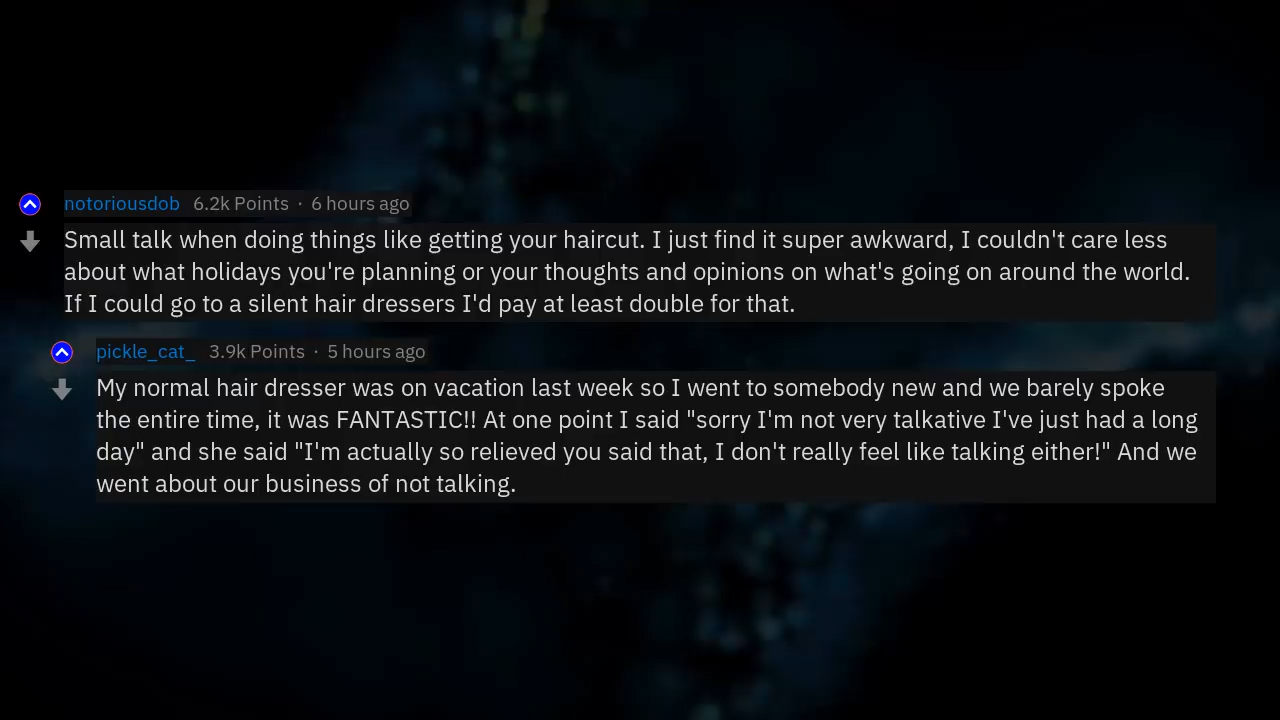 notoriousdob 6.2k Points · 6 hours ago
Small talk when doing things like getting your haircut. I just find it super awkward, I couldn't care less
about what holidays you're planning or your thoughts and opinions on what's going on around the world.
If I could go to a silent hair dressers I'd pay at least double for that.
pickle_cat_ 3.9k Points · 5 hours ago
My normal hair dresser was on vacation last week so I went to somebody new and we barely spoke
the entire time, it was FANTASTIC!! At one point I said "sorry I'm not very talkative I've just had a long
day" and she said "I'm actually so relieved you said that, I don't really feel like talking either!" And we
went about our business of not talking.